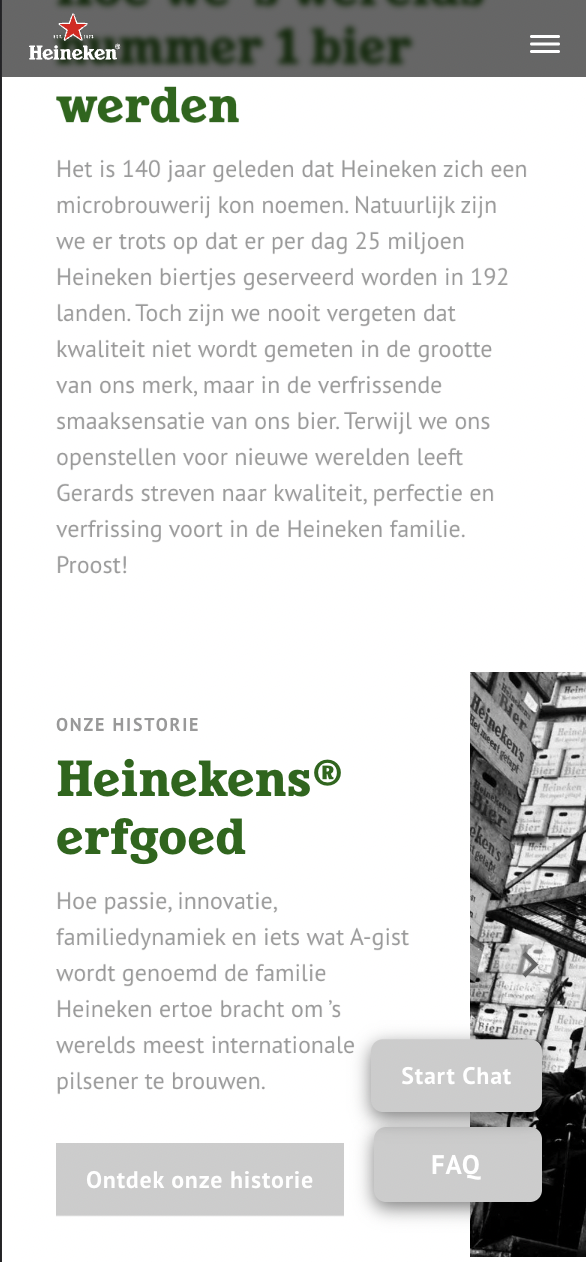 Hoe we 's werelds
nummer 1 bier
Heineken®
werden
Het is 140 jaar geleden dat Heineken zich een
microbrouwerij kon noemen. Natuurlijk zijn
we er trots op dat er per dag 25 miljoen
Heineken biertjes geserveerd worden in 192
landen. Toch zijn we nooit vergeten dat
kwaliteit niet wordt gemeten in de grootte
van ons merk, maar in de verfrissende
smaaksensatie van ons bier. Terwijl we ons
openstellen voor nieuwe werelden leeft
Gerards streven naar kwaliteit, perfectie en
verfrissing voort in de Heineken familie.
Proost!
ONZE HISTORIE
Heinekens®
erfgoed
Hoe passie, innovatie,
familiedynamiek en iets wat A-gist
wordt genoemd de familie
Heineken ertoe bracht om ’s
werelds meest internationale
pilsener te brouwen.
Ontdek onze historie
Start Chat
FAQ
Heineken's
Bier
Het meest getapt